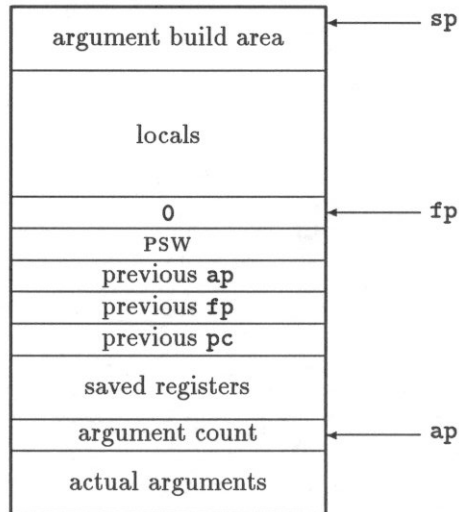 argument build area
sp
locals
0
fp
PSW
previous ap
previous fp
previous pc
saved registers
argument count
ap
actual arguments